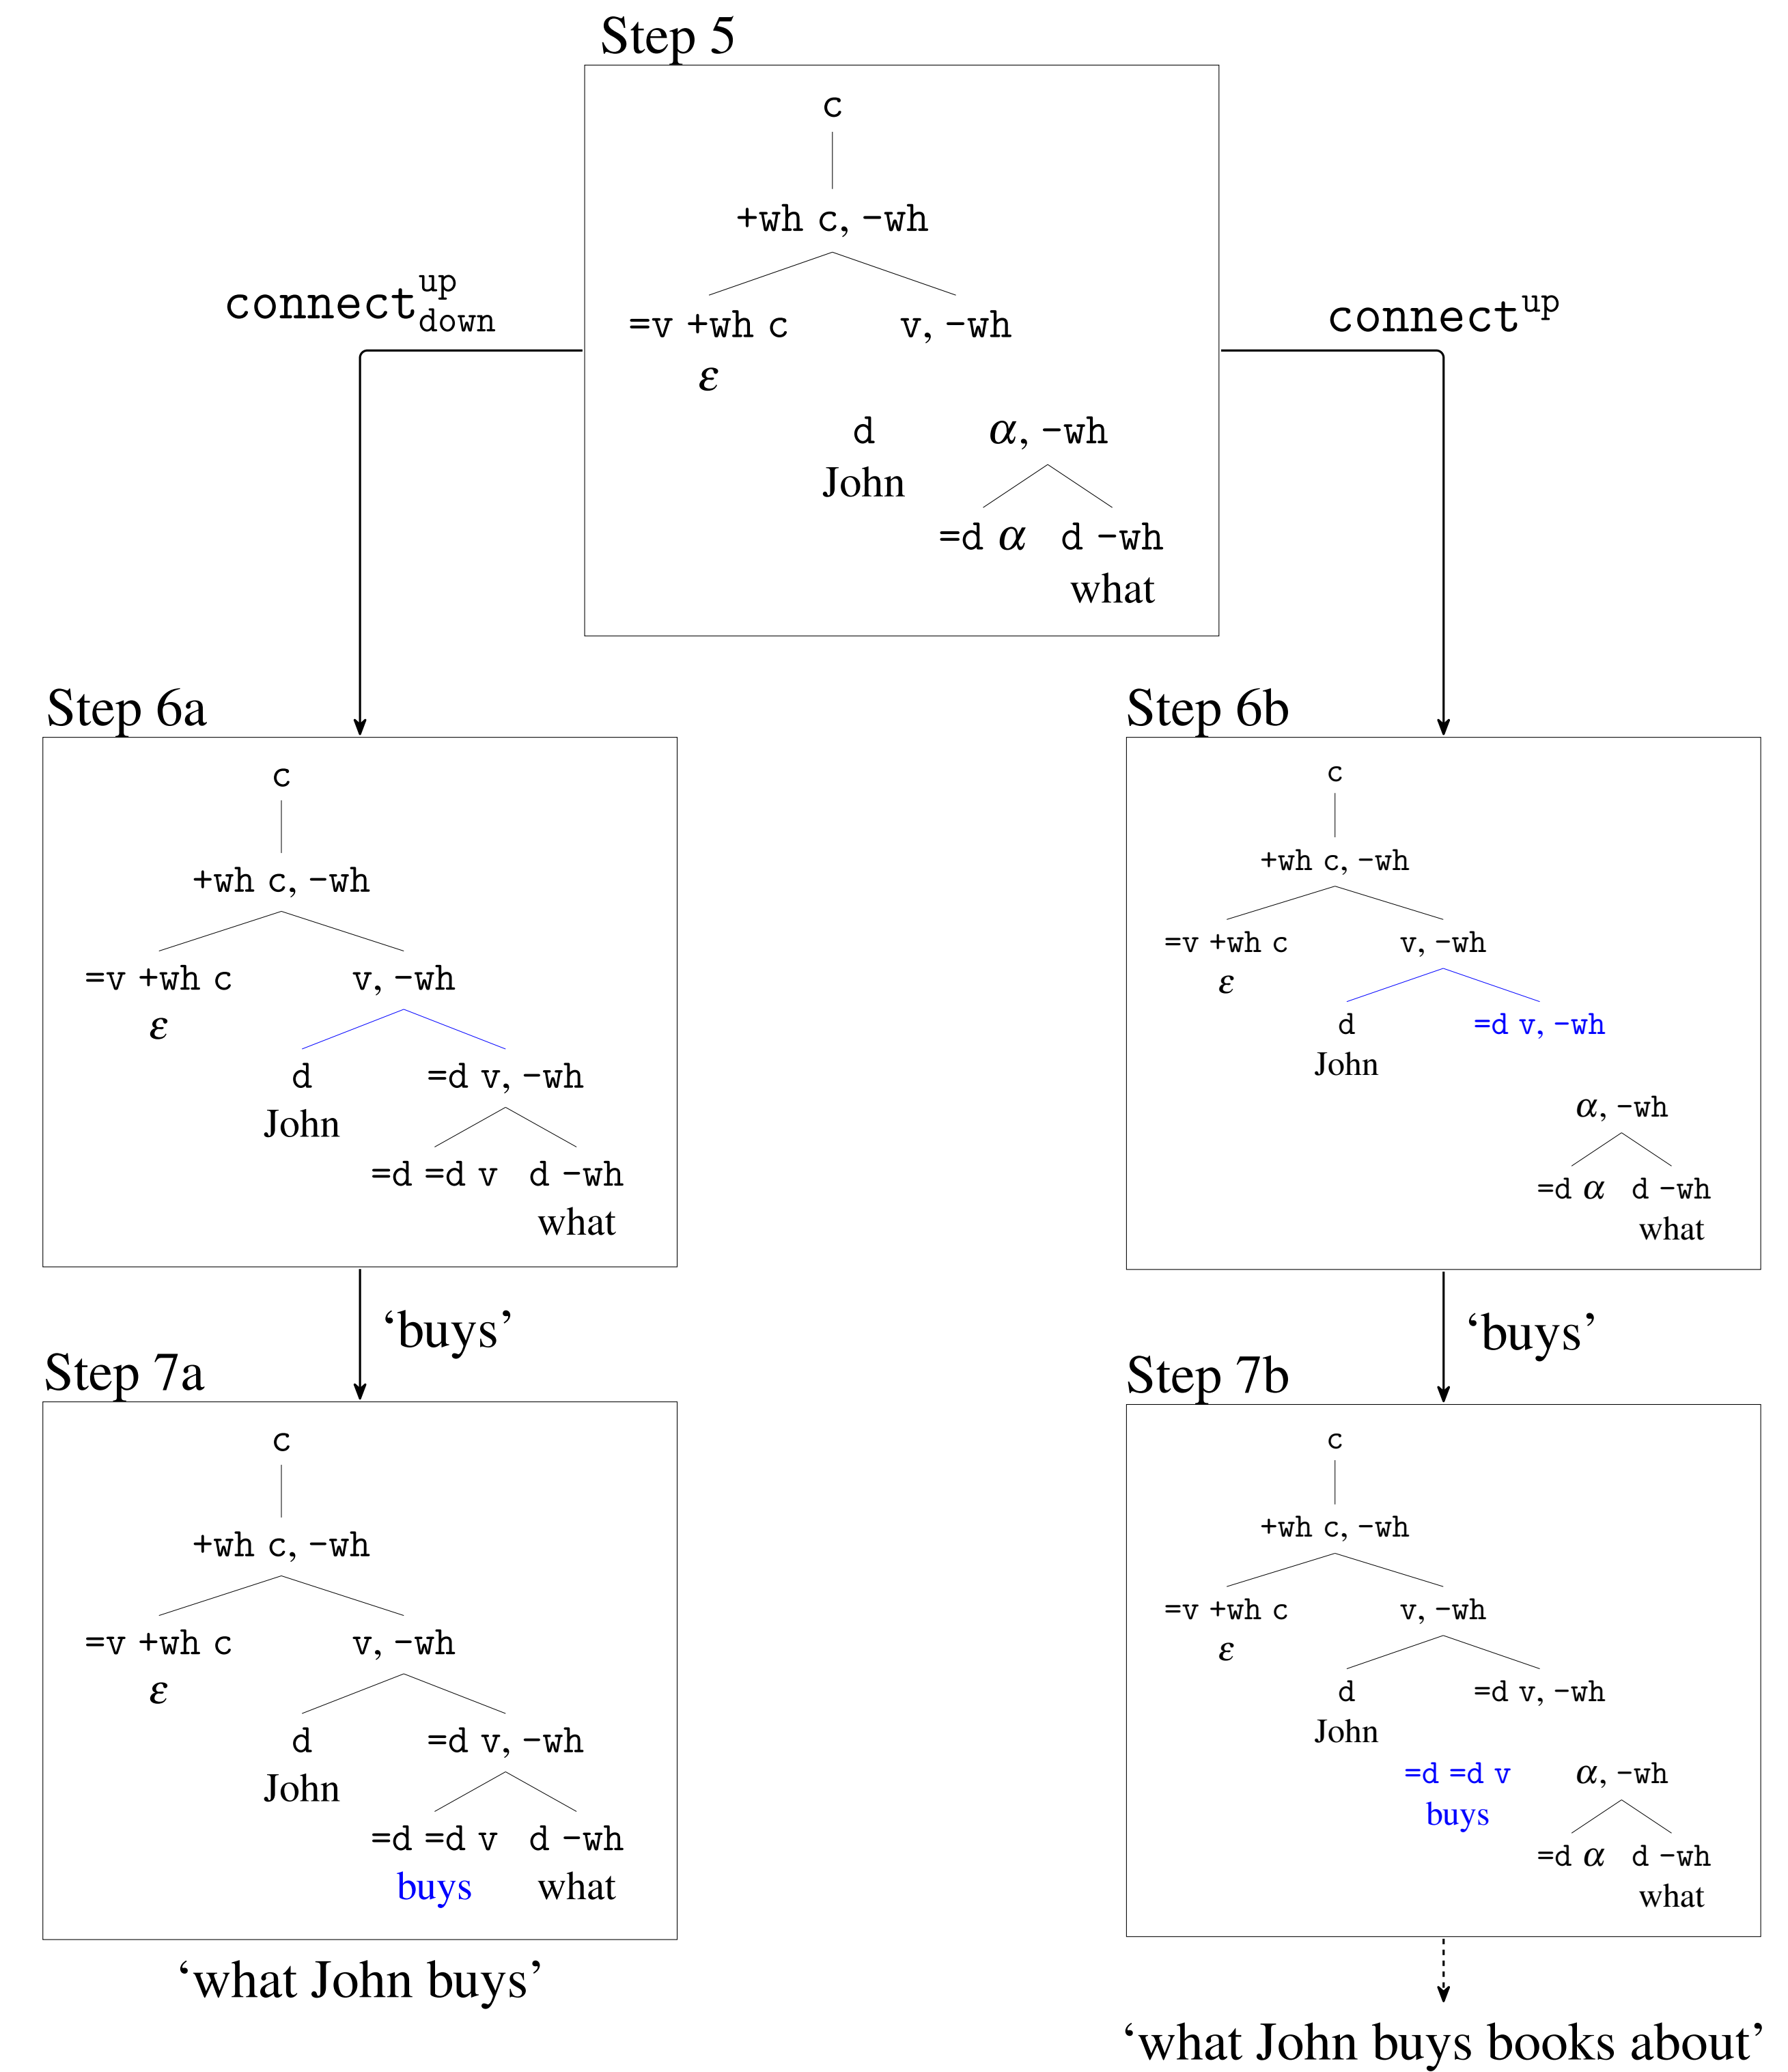 Step 5
c
+wh c, -wh
=v +wh c v, -wh
ε
d α, -wh
John
=d α d -wh
what
connect^up_down
connect^up
Step 6a
c
+wh c, -wh
=v +wh c v, -wh
ε
d =d v, -wh
John
=d =d v d -wh
what
Step 6b
c
+wh c, -wh
=v +wh c v, -wh
ε
d =d v, -wh
John
α, -wh
=d α d -wh
what
‘buys’
‘buys’
Step 7a
c
+wh c, -wh
=v +wh c v, -wh
ε
d =d v, -wh
John
=d =d v d -wh
buys what
‘what John buys’
Step 7b
c
+wh c, -wh
=v +wh c v, -wh
ε
d =d v, -wh
John
=d =d v α, -wh
buys
=d α d -wh
what
‘what John buys books about’